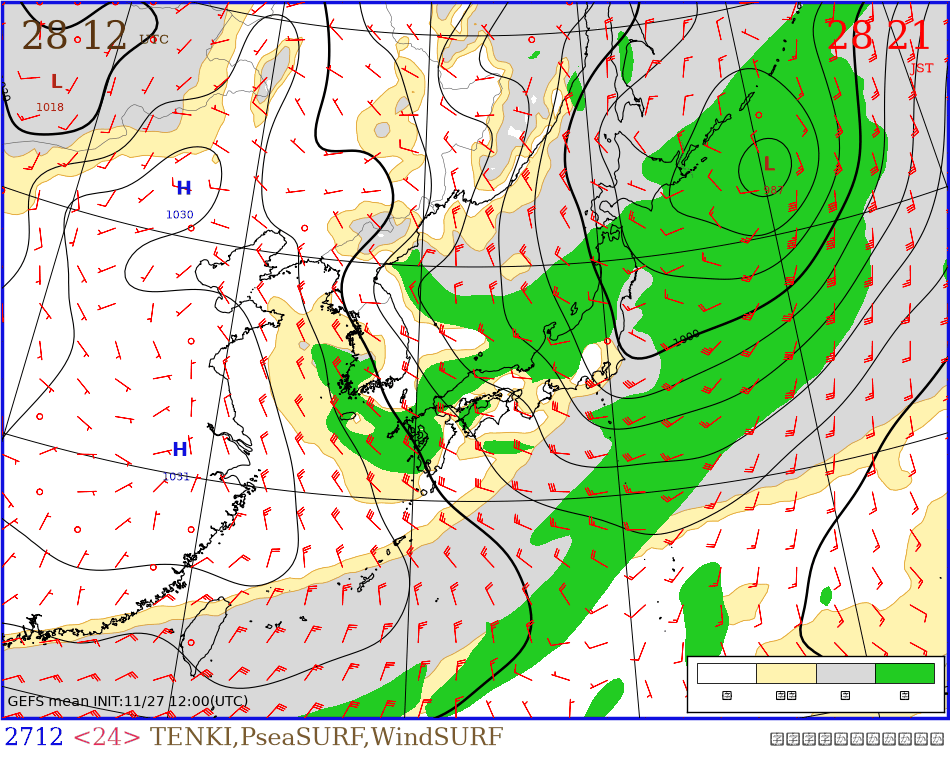 28 12 UTC
28 21
JST
L
1018
H
1030
L
987
1000
H
1031
GEFS mean INIT:11/27 12:00(UTC)
2712 <24> TENKI,PseaSURF,WindSURF